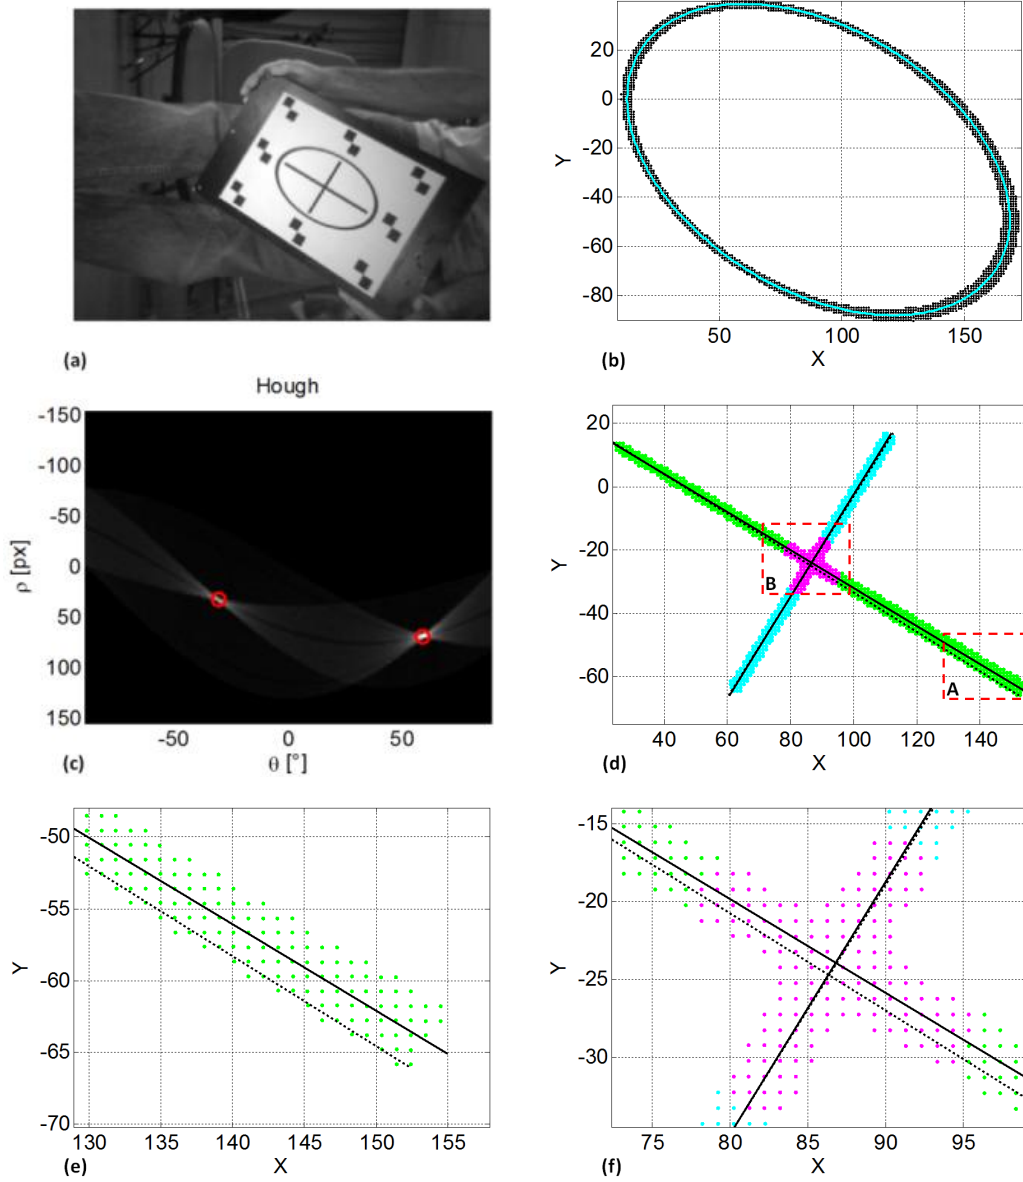 20
0
-20
-40
-60
-80
Y
50 100 150
X
(a)
(b)
Hough
-150
-100
-50
0
50
100
150
ρ [px]
-50 0 50
θ [°]
(c)
20
0
-20
-40
-60
Y
B
A
40 60 80 100 120 140
X
(d)
-50
-55
-60
-65
-70
Y
130 135 140 145 150 155
X
(e)
-15
-20
-25
-30
Y
75 80 85 90 95
X
(f)